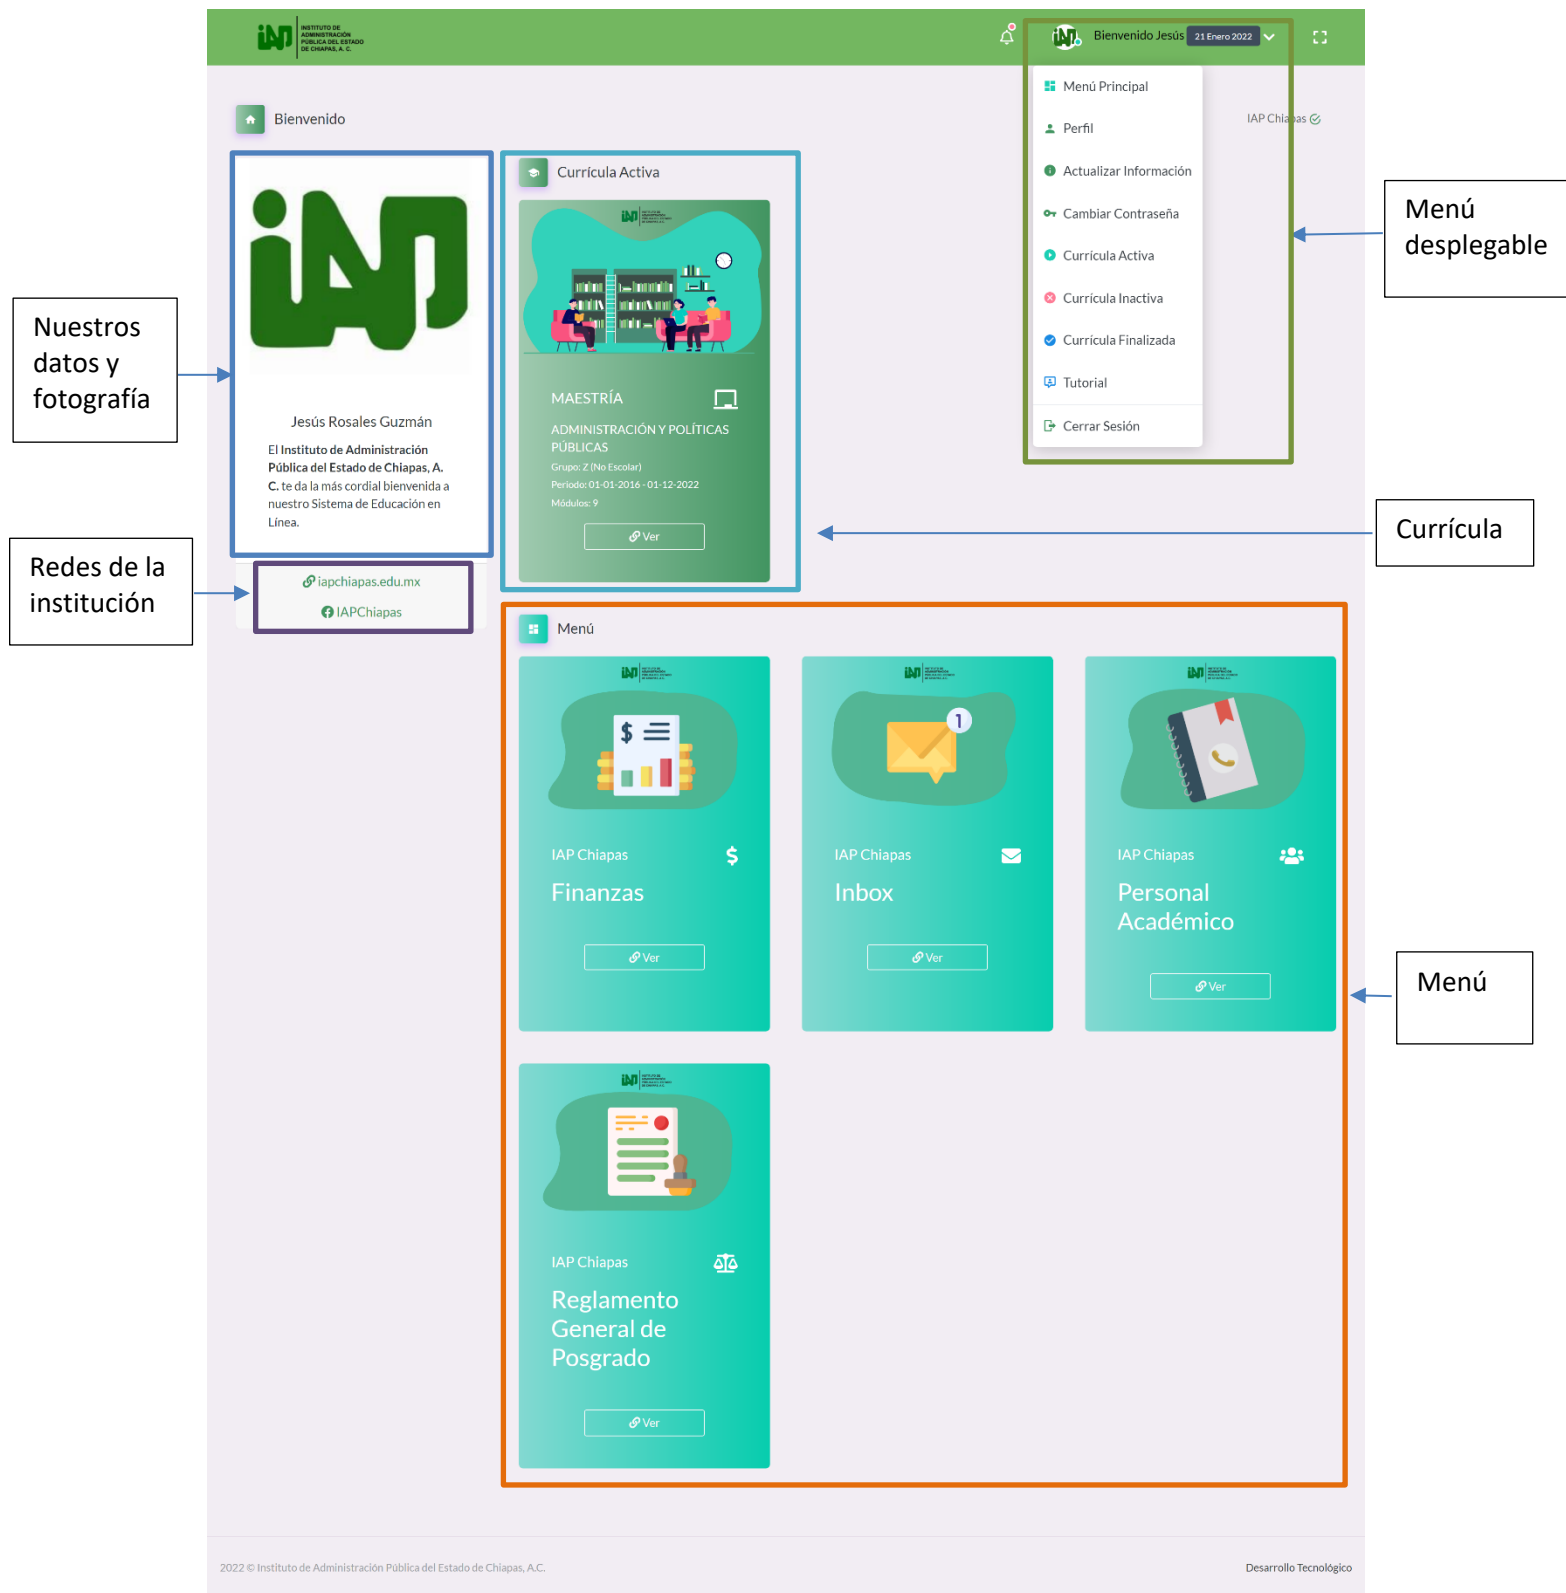 iAP
INSTITUTO DE
ADMINISTRACIÓN
PÚBLICA DEL ESTADO
DE CHIAPAS, A. C.
Bienvenido Jesús 21 Enero 2022
Menú Principal
Perfil
Actualizar Información
Cambiar Contraseña
Currícula Activa
Currícula Inactiva
Currícula Finalizada
Tutorial
Cerrar Sesión
Menú
desplegable
Bienvenido
IAP Chiapas
iAP
Nuestros
datos y
fotografía
Jesús Rosales Guzmán
El Instituto de Administración
Pública del Estado de Chiapas, A.
C. te da la más cordial bienvenida a
nuestro Sistema de Educación en
Línea.
Redes de la
institución
iapchiapas.edu.mx
IAPChiapas
Currícula Activa
MAESTRÍA
ADMINISTRACIÓN Y POLÍTICAS
PÚBLICAS
Grupo: Z (No Escolar)
Periodo: 01-01-2016 - 01-12-2022
Módulos: 9
Ver
Currícula
Menú
$
IAP Chiapas $
Finanzas
Ver
1
IAP Chiapas
Inbox
Ver
IAP Chiapas
Personal
Académico
Ver
Menú
IAP Chiapas
Reglamento
General de
Posgrado
Ver
2022 © Instituto de Administración Pública del Estado de Chiapas, A.C.
Desarrollo Tecnológico